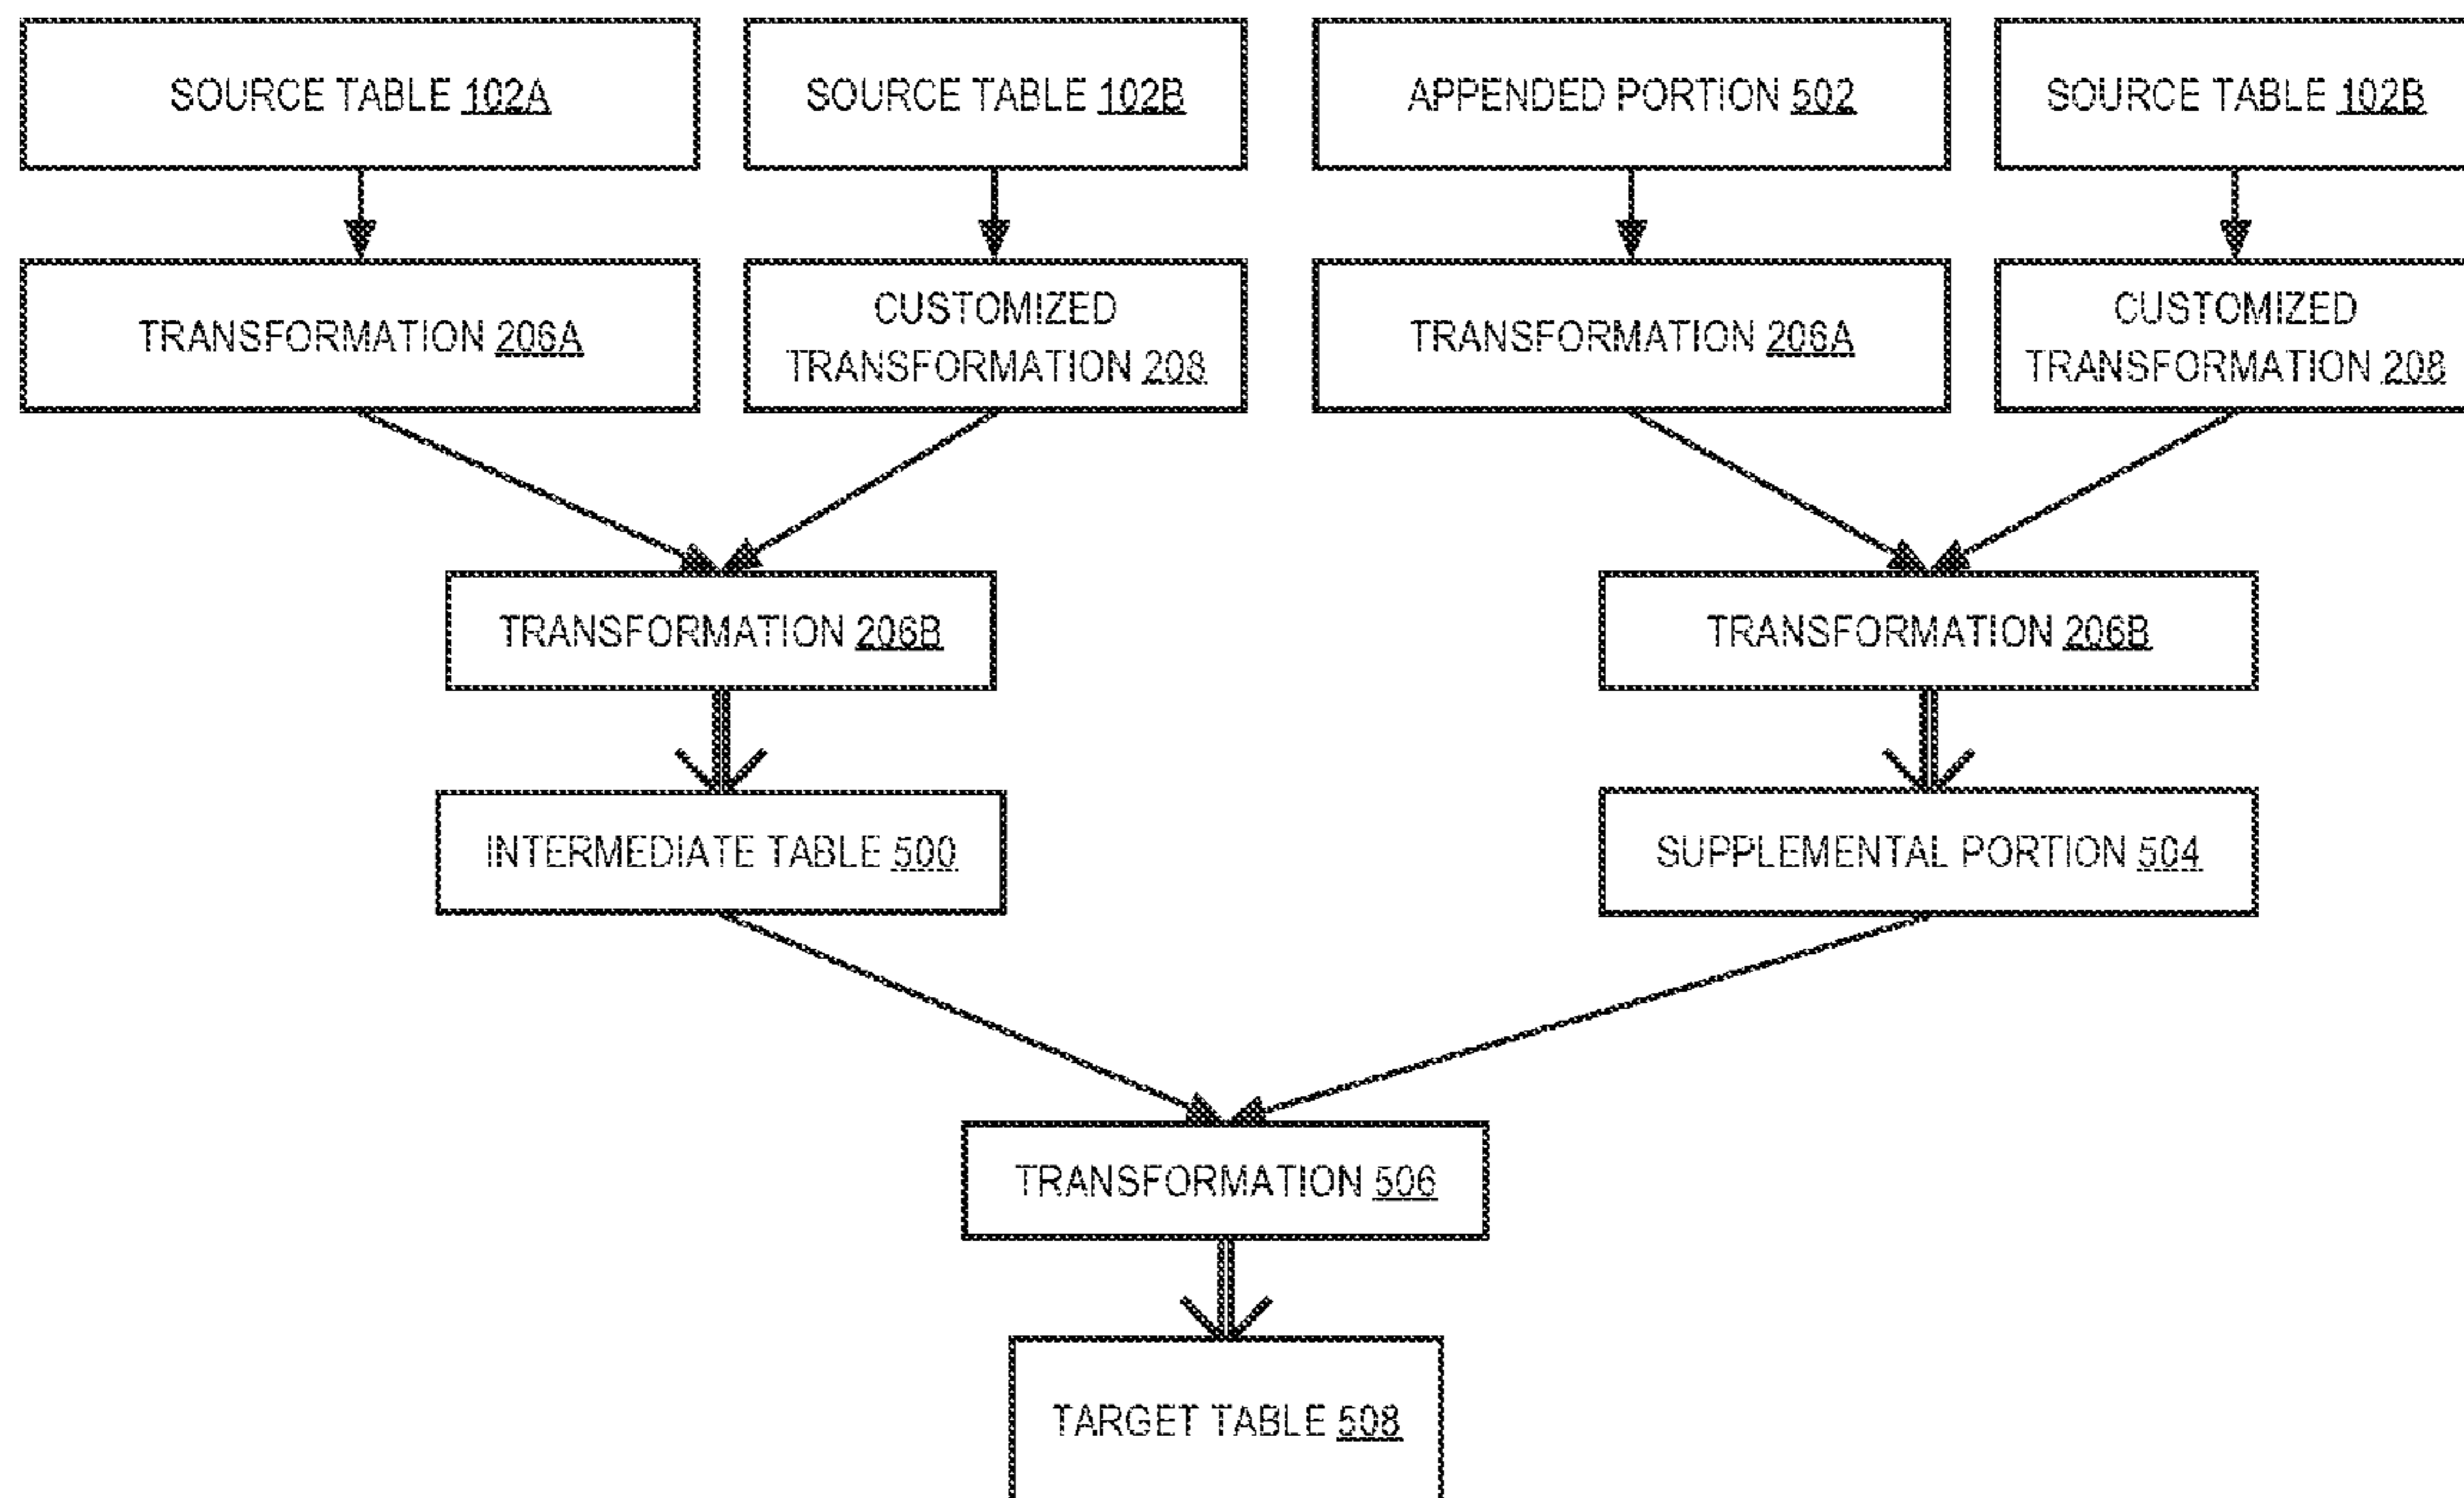 SOURCE TABLE 102A
SOURCE TABLE 102B
APPENDED PORTION 502
SOURCE TABLE 102B
TRANSFORMATION 206A
CUSTOMIZED
TRANSFORMATION 208
TRANSFORMATION 206A
CUSTOMIZED
TRANSFORMATION 208
TRANSFORMATION 206B
TRANSFORMATION 206B
INTERMEDIATE TABLE 500
SUPPLEMENTAL PORTION 504
TRANSFORMATION 506
TARGET TABLE 508